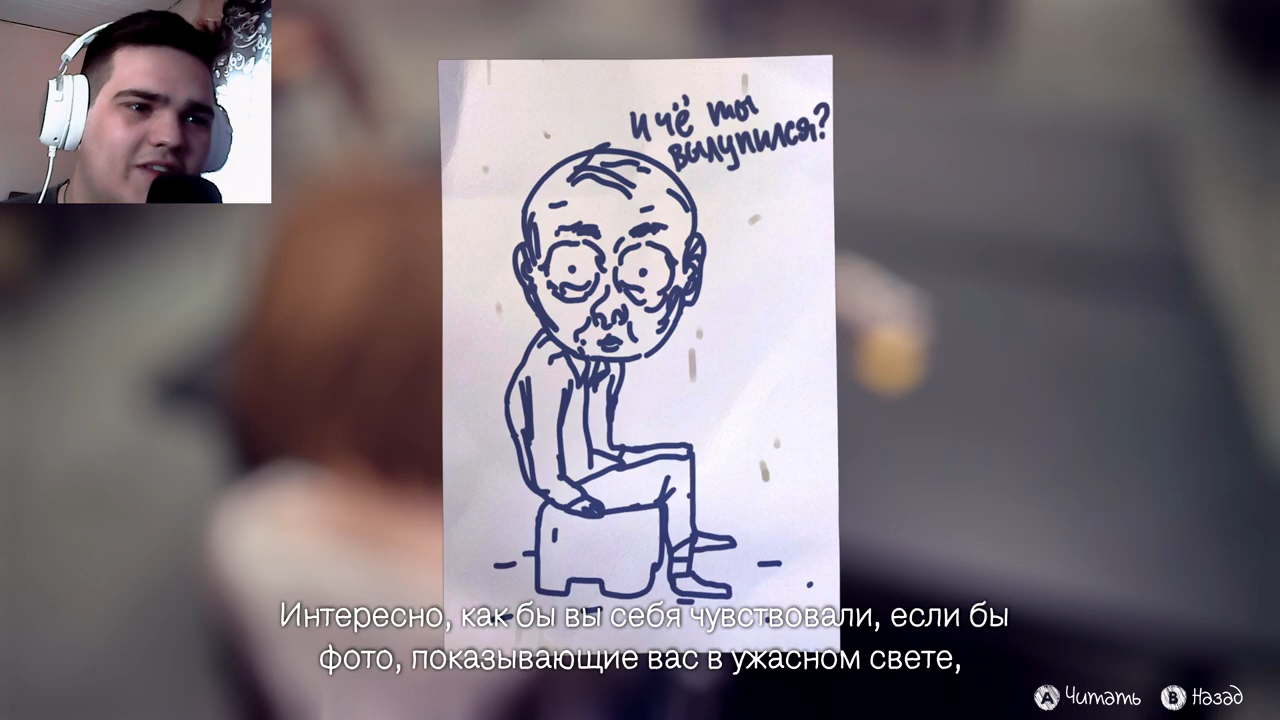 И чё ты
вылупился?
Интересно, как бы вы себя чувствовали, если бы
фото, показывающие вас в ужасном свете,
A Читать B Назад